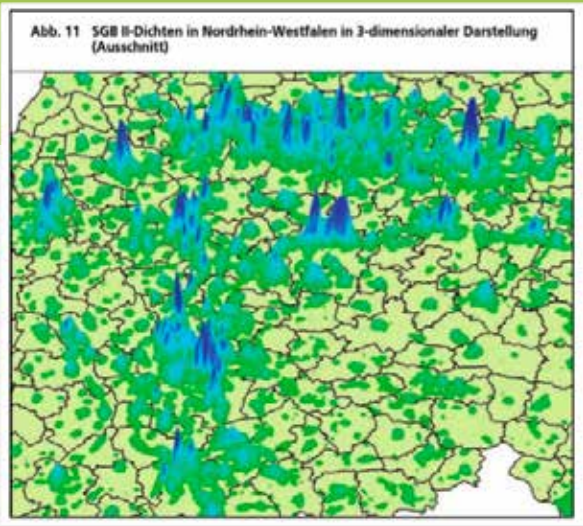 Abb. 11 SGB II-Dichten in Nordrhein-Westfalen in 3-dimensionaler Darstellung
(Ausschnitt)